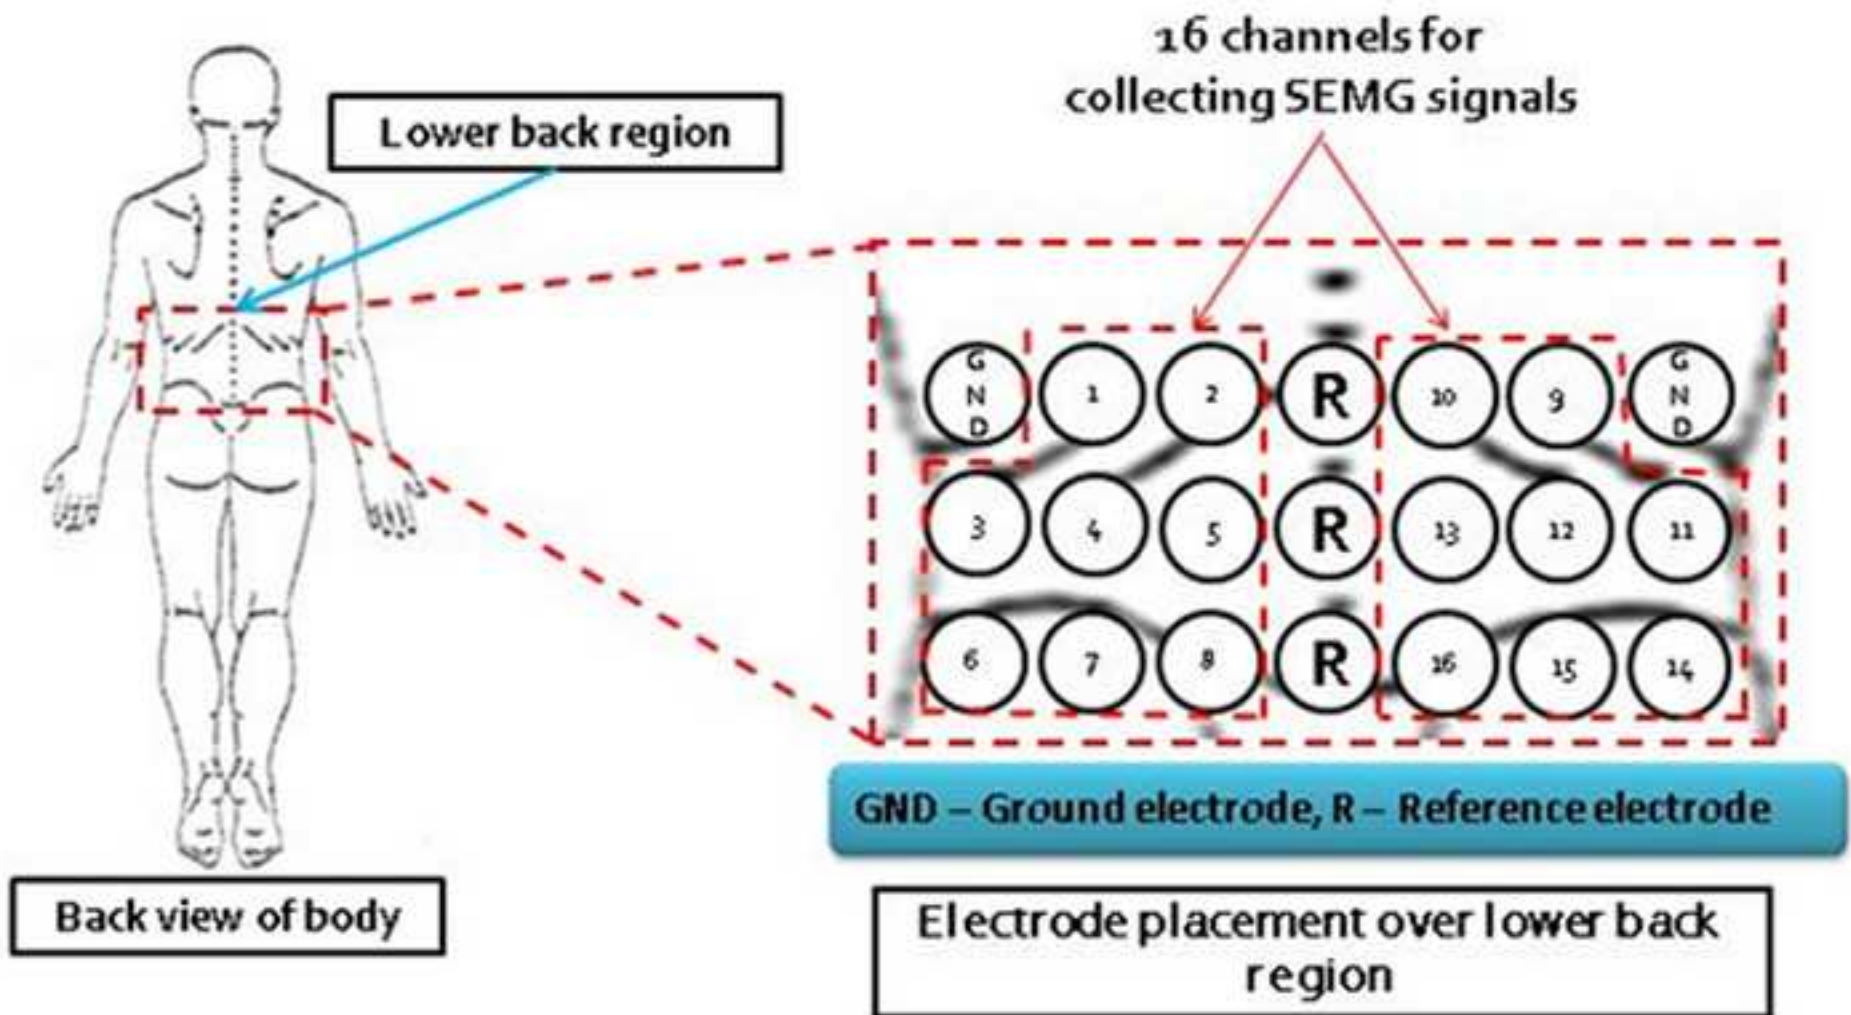 16 channels for
collecting SEMG signals
Lower back region
GND 1 2 R 10 9 GND
3 4 5 R 13 12 11
6 7 8 R 16 15 14
GND – Ground electrode, R – Reference electrode
Back view of body
Electrode placement over lower back
region